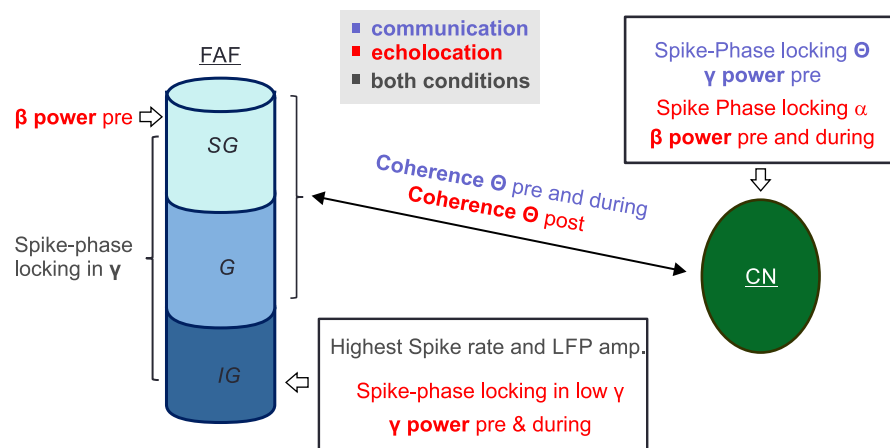 communication
echolocation
both conditions
FAF
β power pre
SG
Spike-phase
locking in γ
G
IG
Coherence Θ pre and during
Coherence Θ post
Spike-Phase locking Θ
γ power pre
Spike Phase locking α
β power pre and during
CN
Highest Spike rate and LFP amp.
Spike-phase locking in low γ
γ power pre & during